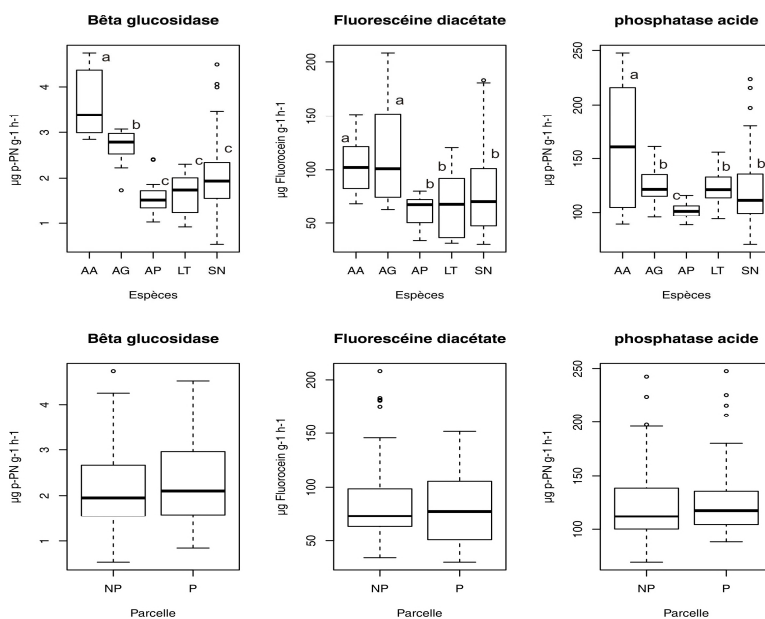 Bêta glucosidase
µg p-PN g-1 h-1
4
3
2
1
a
b
c
c
c
AA AG AP LT SN
Espèces
Fluorescéine diacétate
µg Fluorocein g-1 h-1
200
150
100
50
a
a
b
b
b
AA AG AP LT SN
Espèces
phosphatase acide
µg p-PN g-1 h-1
250
200
150
100
a
b
c
b
b
AA AG AP LT SN
Espèces
Bêta glucosidase
µg p-PN g-1 h-1
4
3
2
1
NP P
Parcelle
Fluorescéine diacétate
µg Fluorocein g-1 h-1
200
150
100
50
NP P
Parcelle
phosphatase acide
µg p-PN g-1 h-1
250
200
150
100
NP P
Parcelle